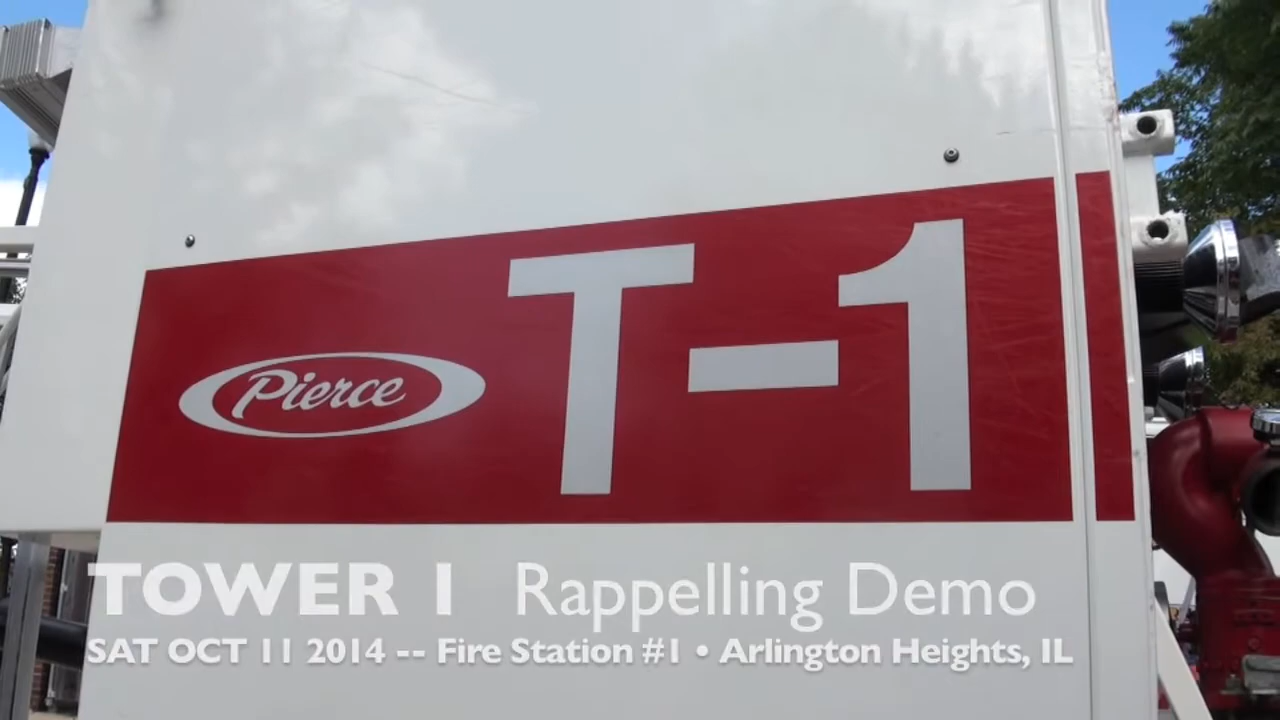 Pierce T-1
TOWER 1 Rappelling Demo
SAT OCT 11 2014 -- Fire Station #1 • Arlington Heights, IL